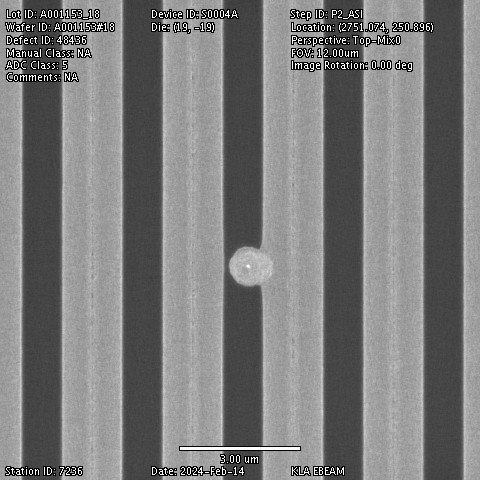 Lot ID: A001153_18 Device ID: S0004A Step ID: P2_ASI
Wafer ID: A001153#18 Die: (19, -19) Location: (2751.074, 250.896)
Defect ID: 48436 Perspective: Top-Mix0
Manual Class: NA FOV: 12.00um
ADC Class: 5 Image Rotation: 0.00 deg
Comments: NA
3.00 um
Station ID: 7236 Date: 2024-Feb-14 KLA EBEAM